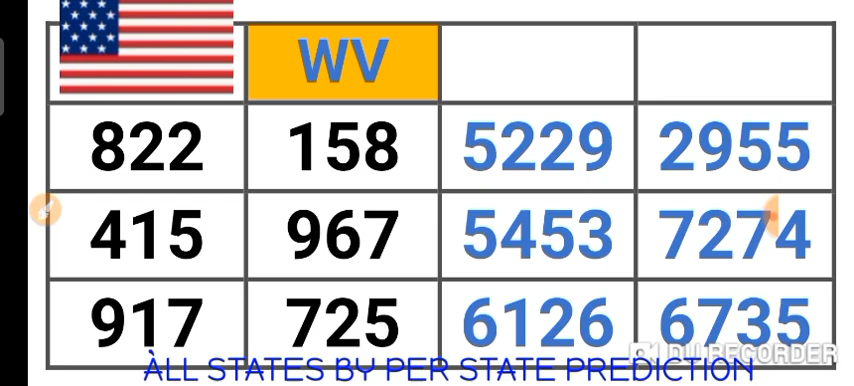 WV
822 158 5229 2955
415 967 5453 7274
917 725 6126 6735
DU RECORDER
ÀLL STATES BY PER STATE PREDICTION